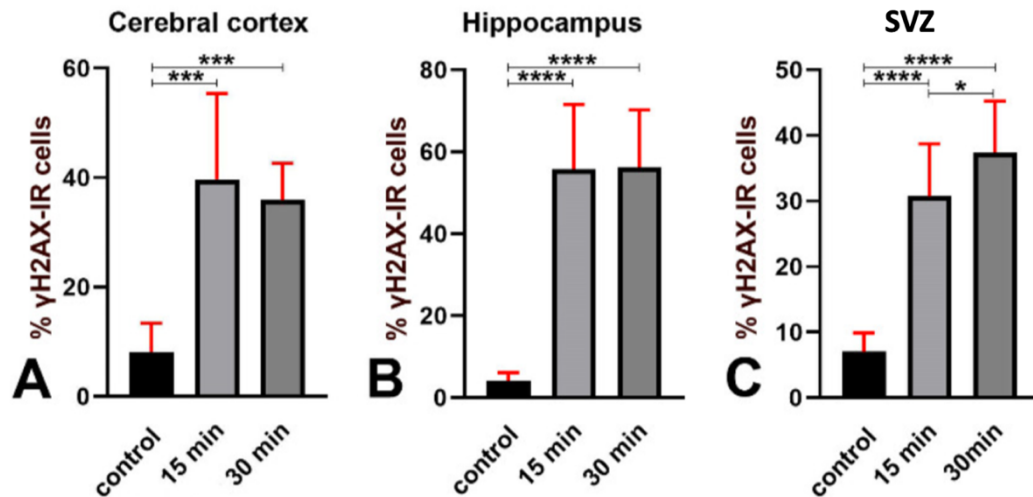 Cerebral cortex
% γH2AX-IR cells
60
40
20
0
***
***
A
control
15 min
30 min
Hippocampus
% γH2AX-IR cells
80
60
40
20
0
****
****
B
control
15 min
30 min
SVZ
% γH2AX-IR cells
50
40
30
20
10
0
****
****
*
C
control
15 min
30min